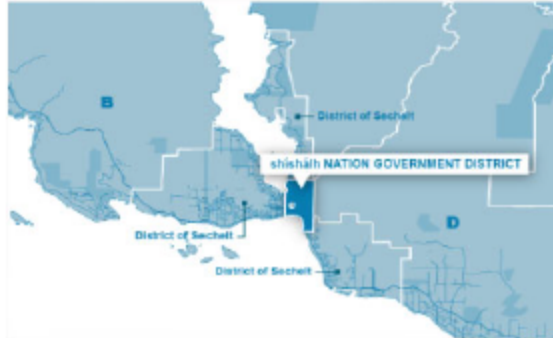 B
District of Sechelt
shíshálh NATION GOVERNMENT DISTRICT
D
District of Sechelt
District of Sechelt